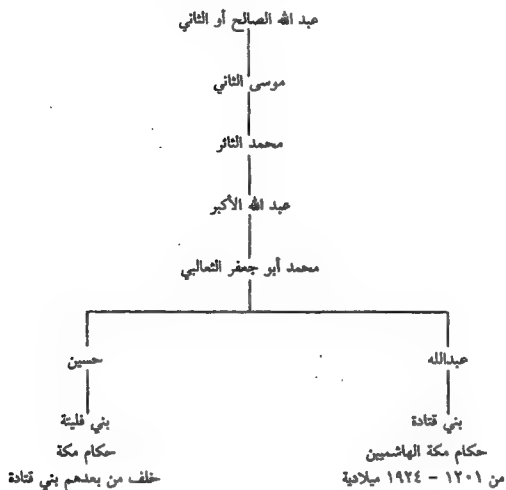 عبد الله الصالح أو الثاني
موسى الثاني
محمد الثائر
عبد الله الأكبر
محمد أبو جعفر الثعالبي
عبدالله
حسين
بني قتادة
حكام مكة الهاشميين
من ١٢٠١ - ١٩٢٤ ميلادية
بني فليتة
حكام مكة
خلف من بعدهم بني قتادة